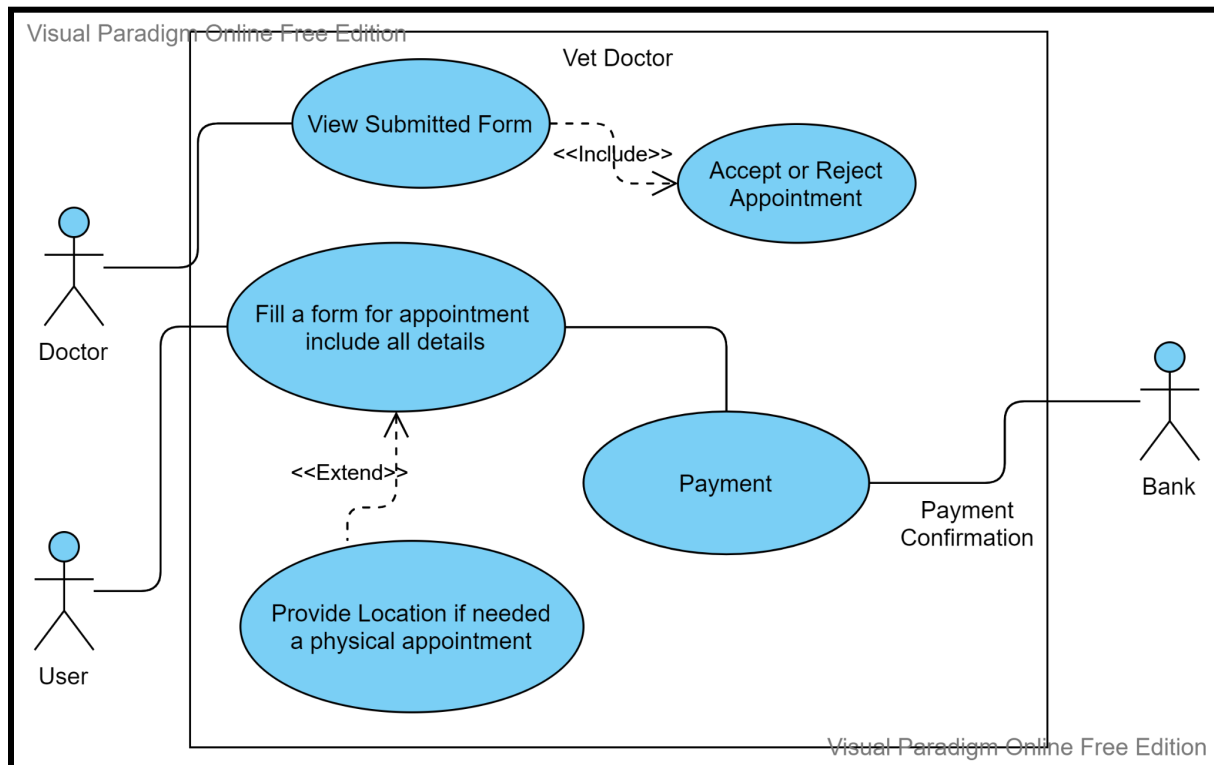 Visual Paradigm Online Free Edition
Vet Doctor
View Submitted Form
<<Include>>
Accept or Reject
Appointment
Doctor
Fill a form for appointment
include all details
<<Extend>>
Payment
Payment
Confirmation
Bank
Provide Location if needed
a physical appointment
User
Visual Paradigm Online Free Edition